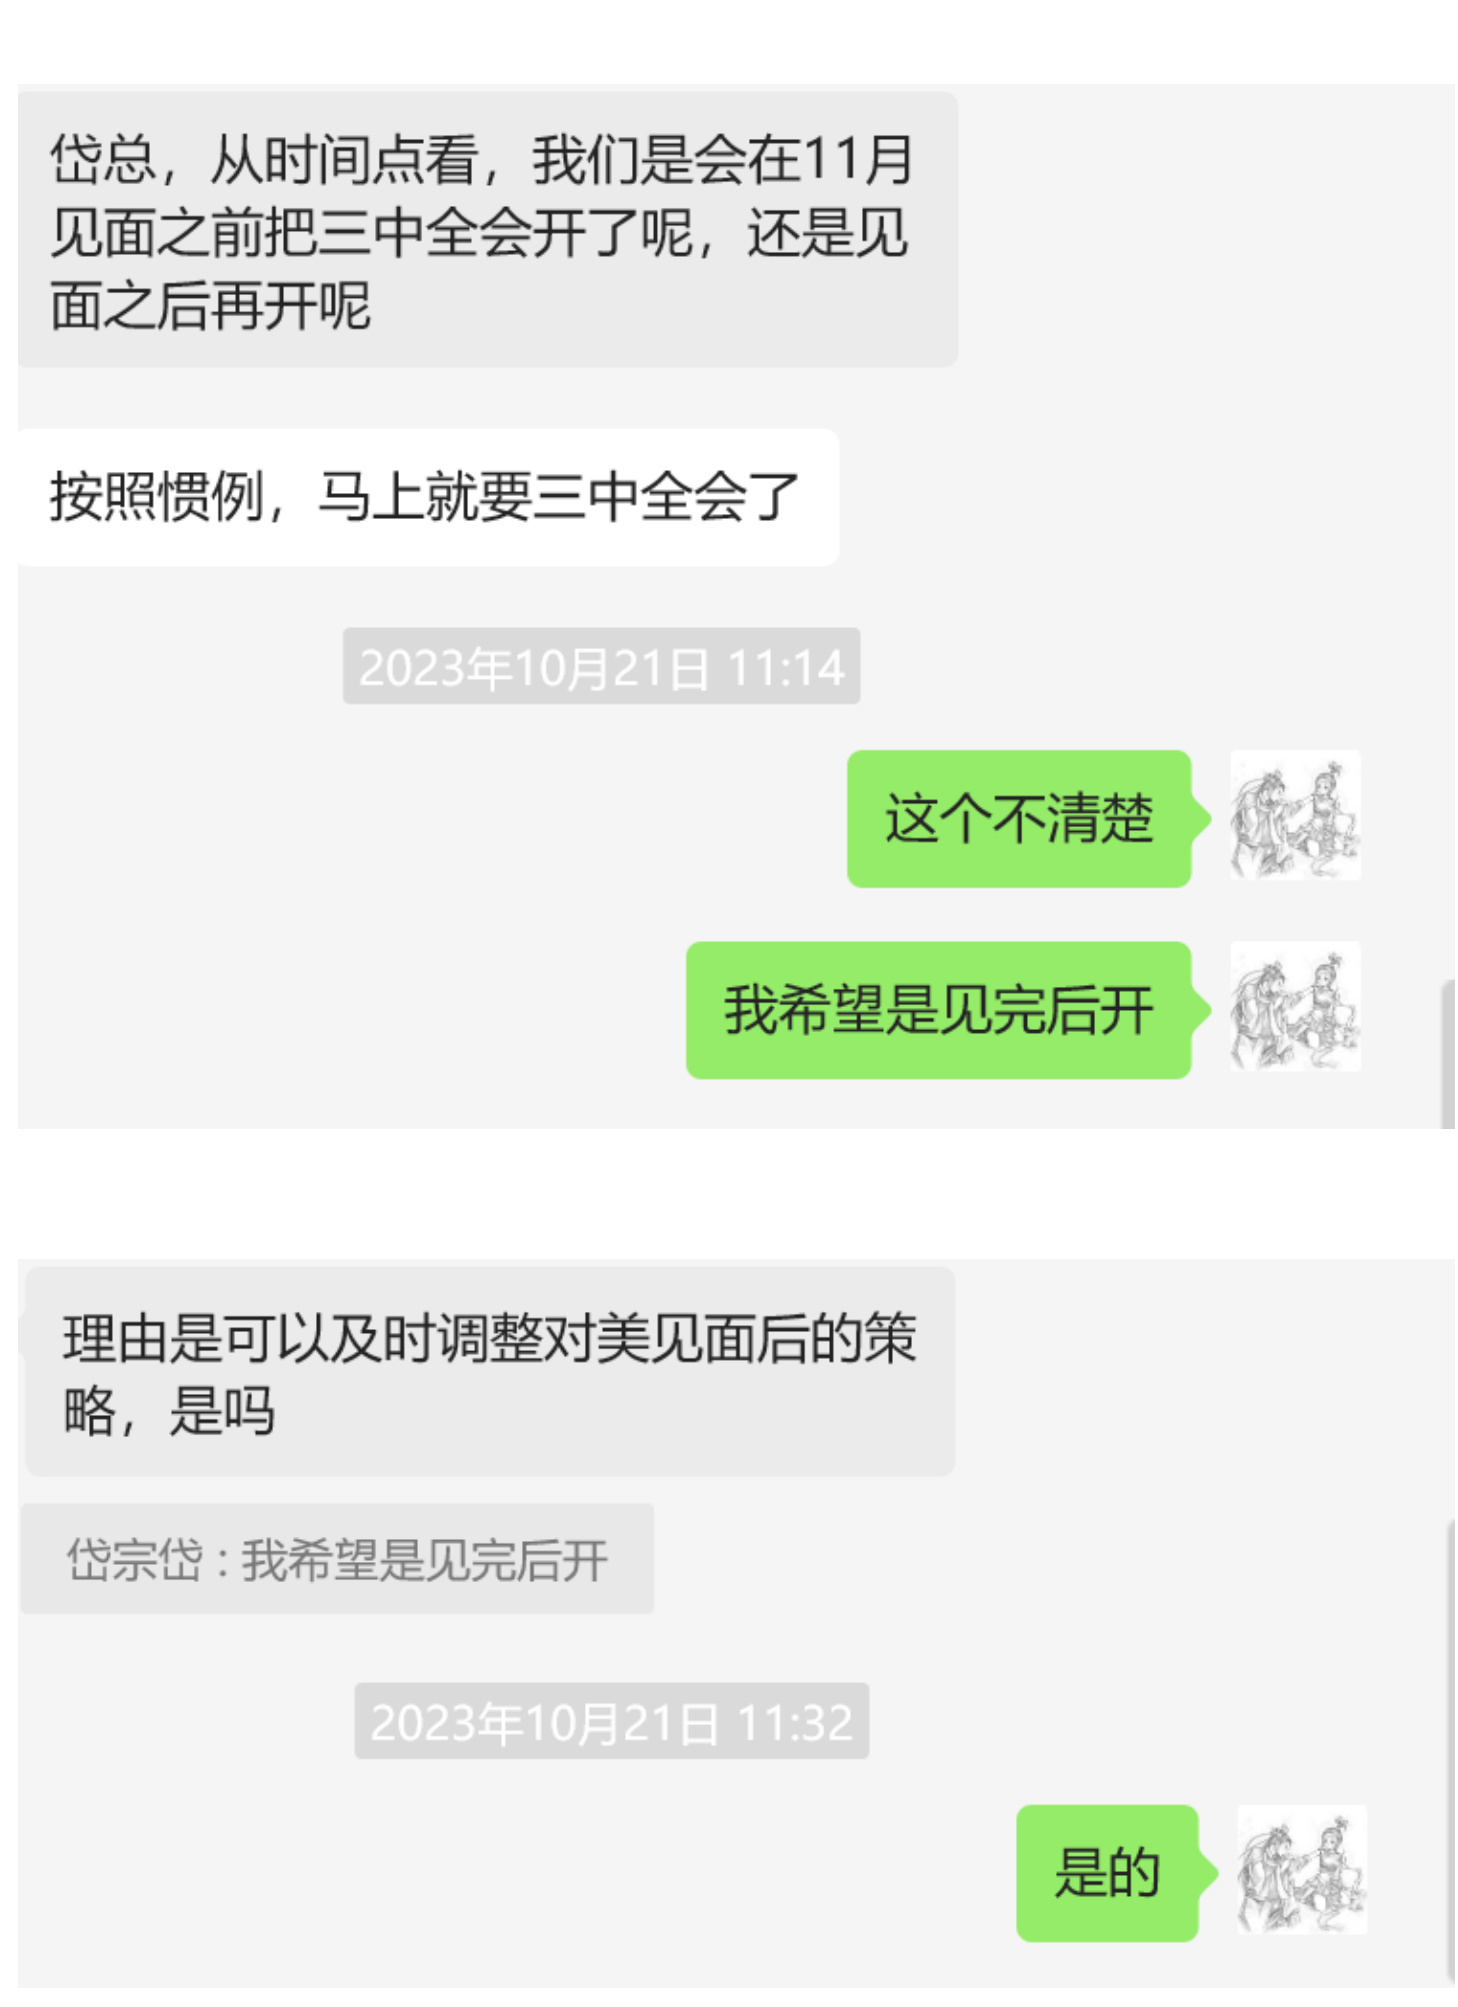 岱总，从时间点看，我们是会在11月
见面之前把三中全会开了呢，还是见
面之后再开呢
按照惯例，马上就要三中全会了
2023年10月21日 11:14
这个不清楚
我希望是见完后开
理由是可以及时调整对美见面后的策
略，是吗
岱宗岱 : 我希望是见完后开
2023年10月21日 11:32
是的